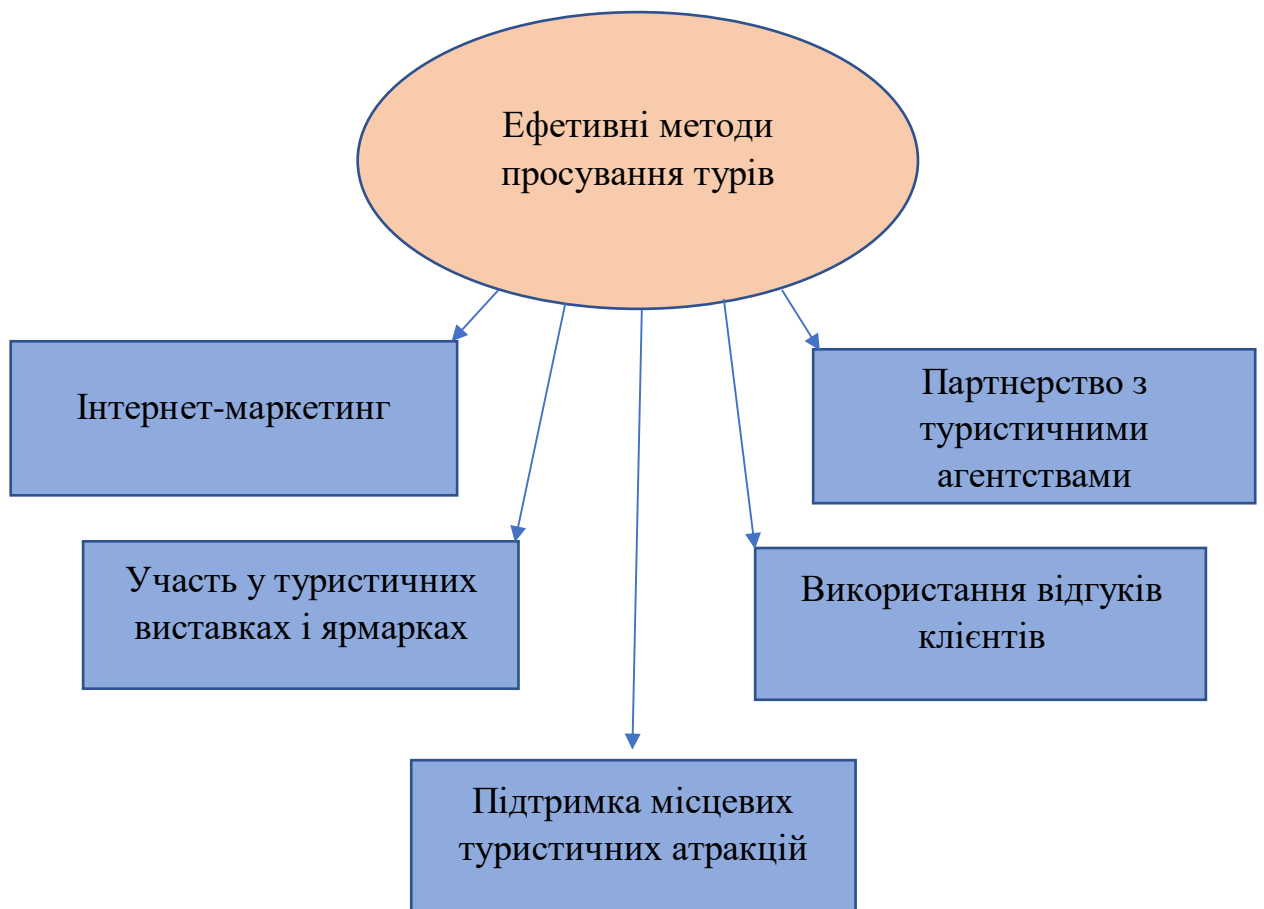 Ефетивні методи
просування турів
Інтернет-маркетинг
Партнерство з
туристичними
агентствами
Участь у туристичних
виставках і ярмарках
Використання відгуків
клієнтів
Підтримка місцевих
туристичних атракцій